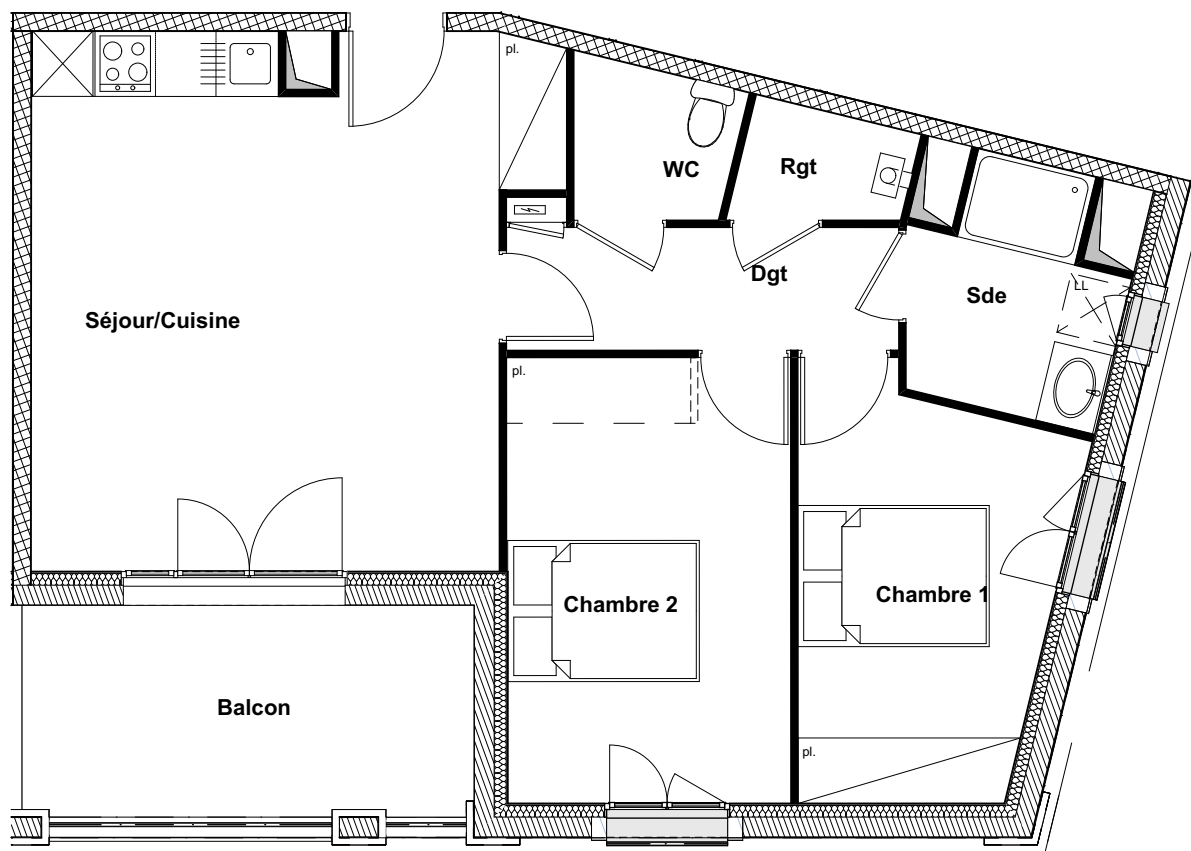 pl.
WC
Rgt
Dgt
Sde
LL
Séjour/Cuisine
pl.
Chambre 2
Chambre 1
Balcon
pl.